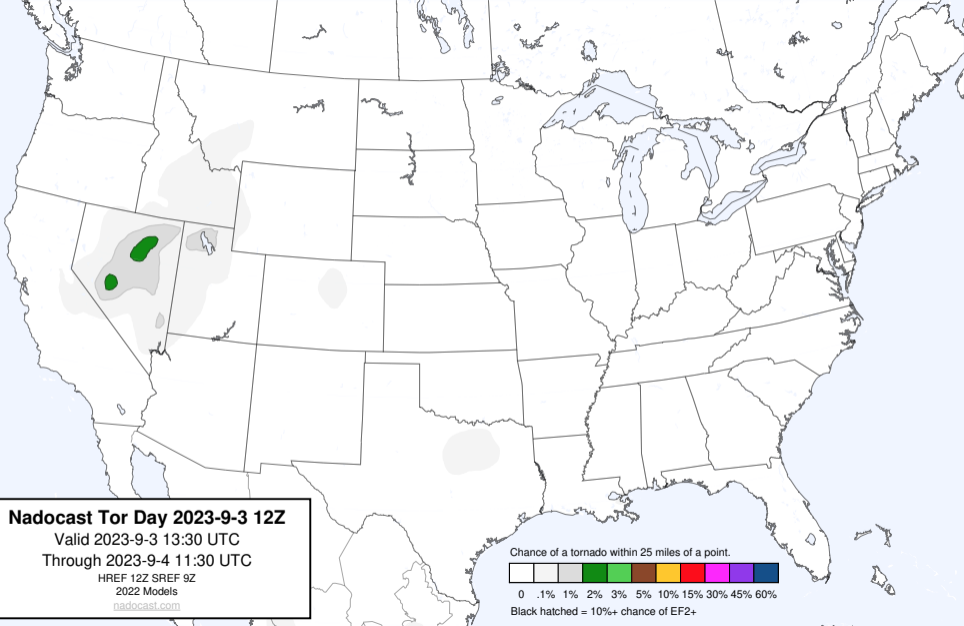 Nadocast Tor Day 2023-9-3 12Z
Valid 2023-9-3 13:30 UTC
Through 2023-9-4 11:30 UTC
HREF 12Z SREF 9Z
2022 Models
nadocast.com
Chance of a tornado within 25 miles of a point.
0 .1% 1% 2% 3% 5% 10% 15% 30% 45% 60%
Black hatched = 10%+ chance of EF2+